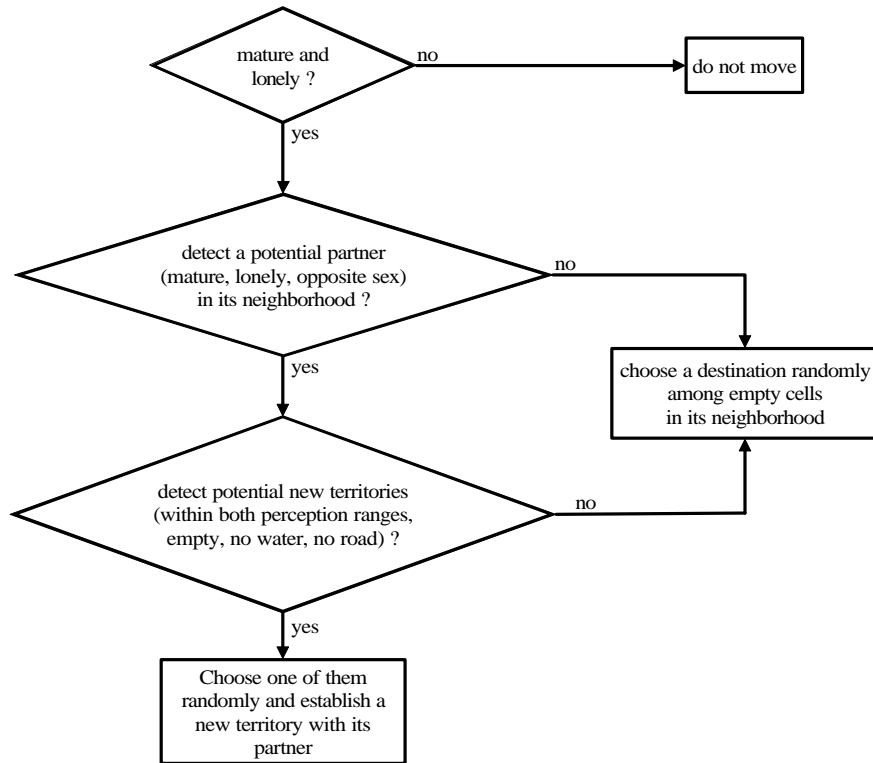 mature and
lonely ?
no
do not move
yes
detect a potential partner
(mature, lonely, opposite sex)
in its neighborhood ?
no
choose a destination randomly
among empty cells
in its neighborhood
yes
detect potential new territories
(within both perception ranges,
empty, no water, no road) ?
no
yes
Choose one of them
randomly and establish a
new territory with its
partner